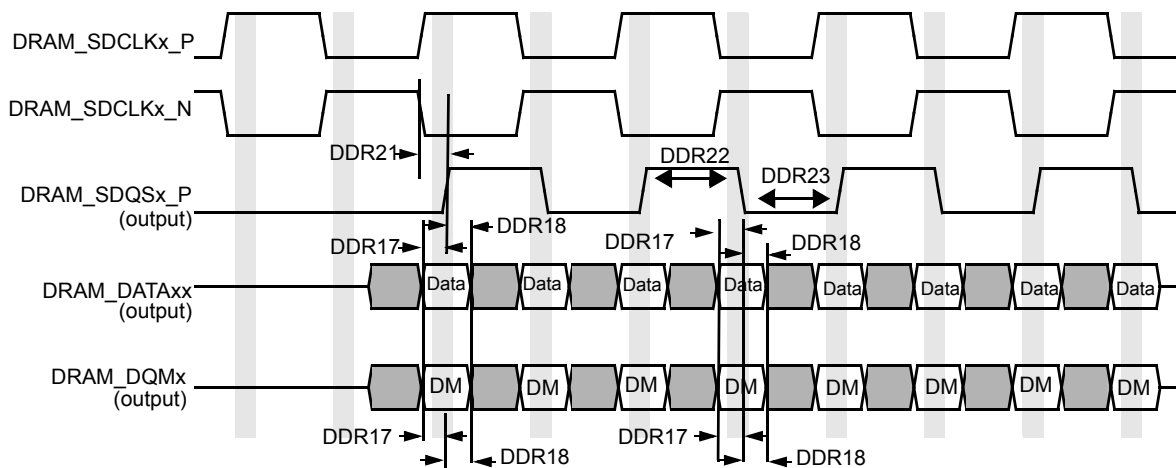 DRAM_SDCLKx_P
DRAM_SDCLKx_N
DDR21
DDR22
DDR23
DRAM_SDQSx_P
(output)
DDR17
DDR18
DDR17
DDR18
DRAM_DATAxx
(output)
Data Data Data Data Data Data Data Data
DRAM_DQMx
(output)
DM DM DM DM DM DM DM DM
DDR17
DDR18
DDR17
DDR18